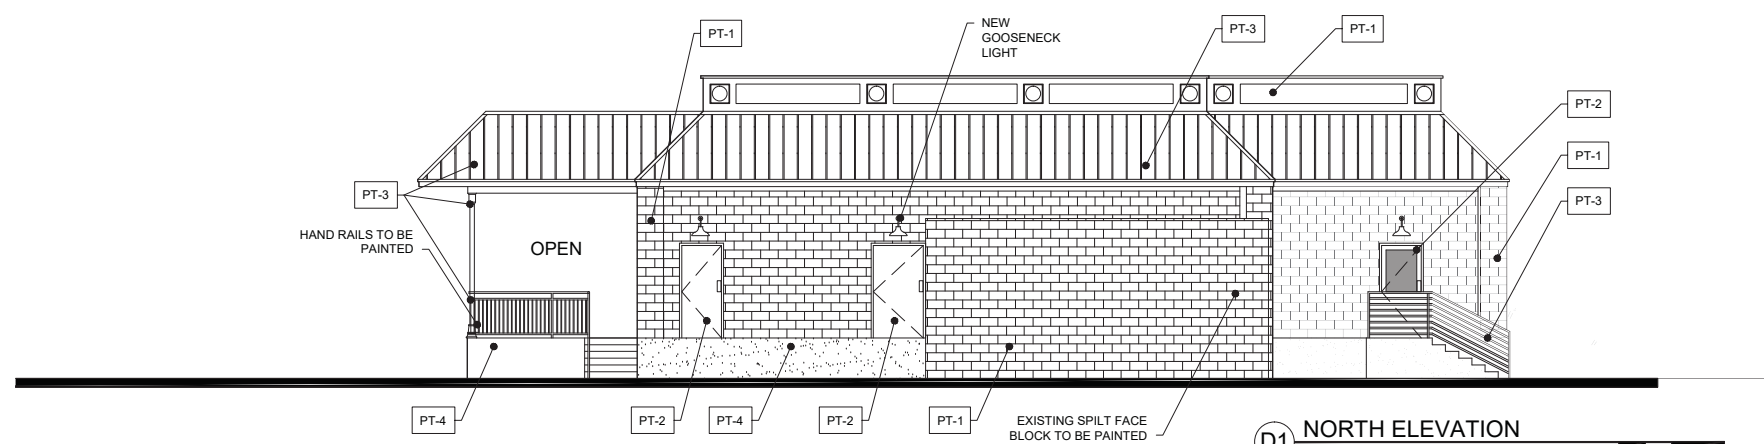 NEW
GOOSENECK
LIGHT
PT-1
PT-3
PT-1
PT-2
PT-1
PT-3
PT-3
HAND RAILS TO BE
PAINTED
OPEN
PT-4
PT-2
PT-4
PT-2
PT-1
EXISTING SPILT FACE
BLOCK TO BE PAINTED
D1
NORTH ELEVATION